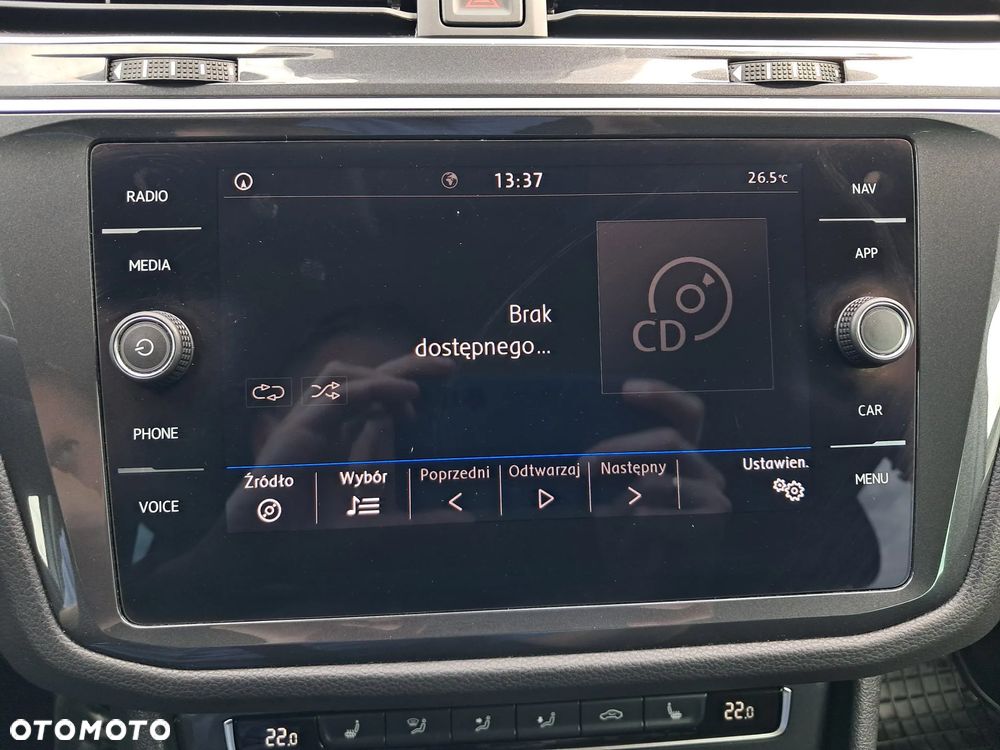 RADIO
MEDIA
PHONE
VOICE
13:37
26.5°C
Brak
dostępnego...
CD
Źródło
Wybór
Poprzedni
Odtwarzaj
Następny
Ustawien.
NAV
APP
CAR
MENU
22.0
22.0
OTOMOTO